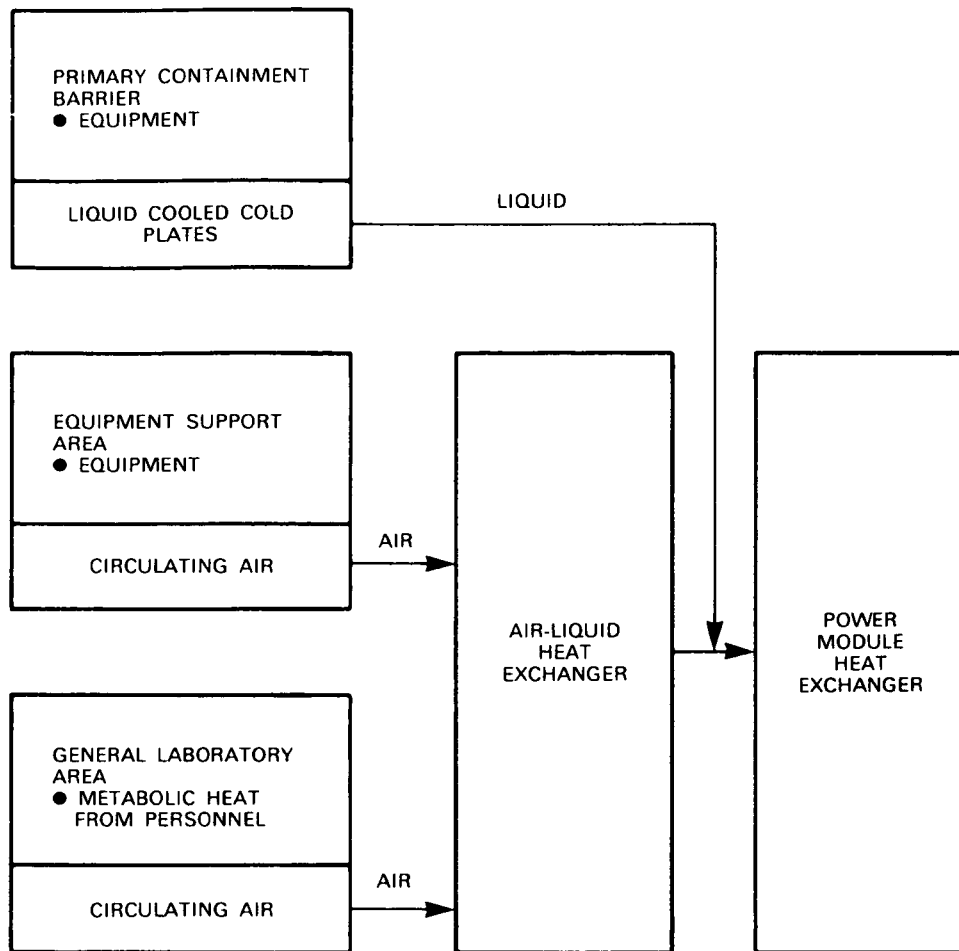 PRIMARY CONTAINMENT
BARRIER
● EQUIPMENT
LIQUID COOLED COLD
PLATES
LIQUID
EQUIPMENT SUPPORT
AREA
● EQUIPMENT
CIRCULATING AIR
AIR
GENERAL LABORATORY
AREA
● METABOLIC HEAT
FROM PERSONNEL
CIRCULATING AIR
AIR
AIR-LIQUID
HEAT
EXCHANGER
POWER
MODULE
HEAT
EXCHANGER